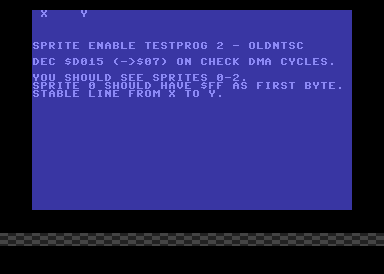 X    Y
SPRITE ENABLE TESTPROG 2 - OLDNTSC
DEC $D015 (->$07) ON CHECK DMA CYCLES.
YOU SHOULD SEE SPRITES 0-2.
SPRITE 0 SHOULD HAVE $FF AS FIRST BYTE.
STABLE LINE FROM X TO Y.